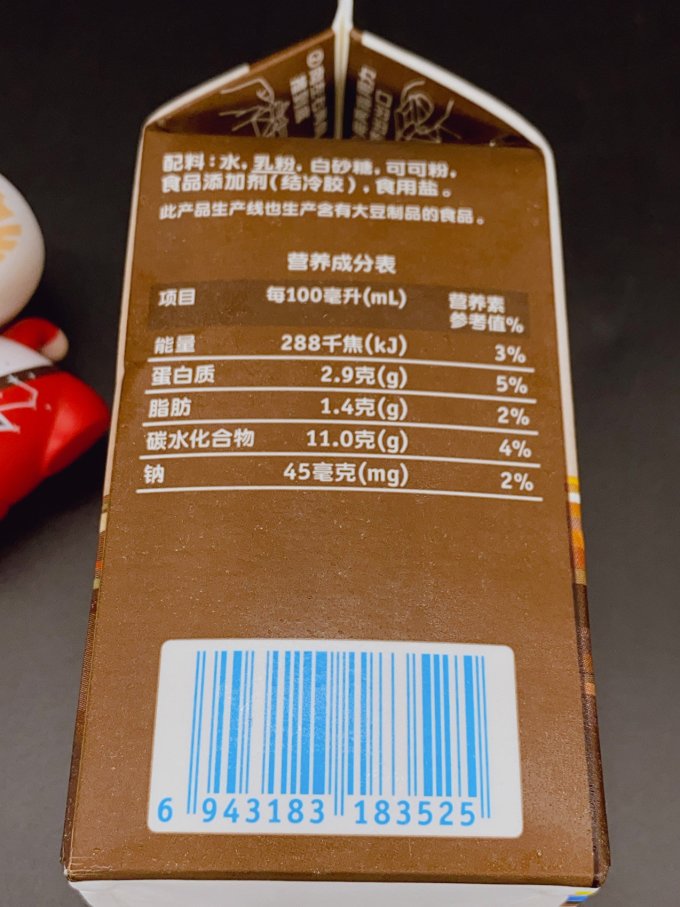 配料：水，乳粉，白砂糖，可可粉，
食品添加剂(结冷胶)，食用盐。
此产品生产线也生产含有大豆制品的食品。
营养成分表
项目 每100毫升(mL) 营养素参考值%
能量 288千焦(kJ) 3%
蛋白质 2.9克(g) 5%
脂肪 1.4克(g) 2%
碳水化合物 11.0克(g) 4%
钠 45毫克(mg) 2%
6 943183 183525